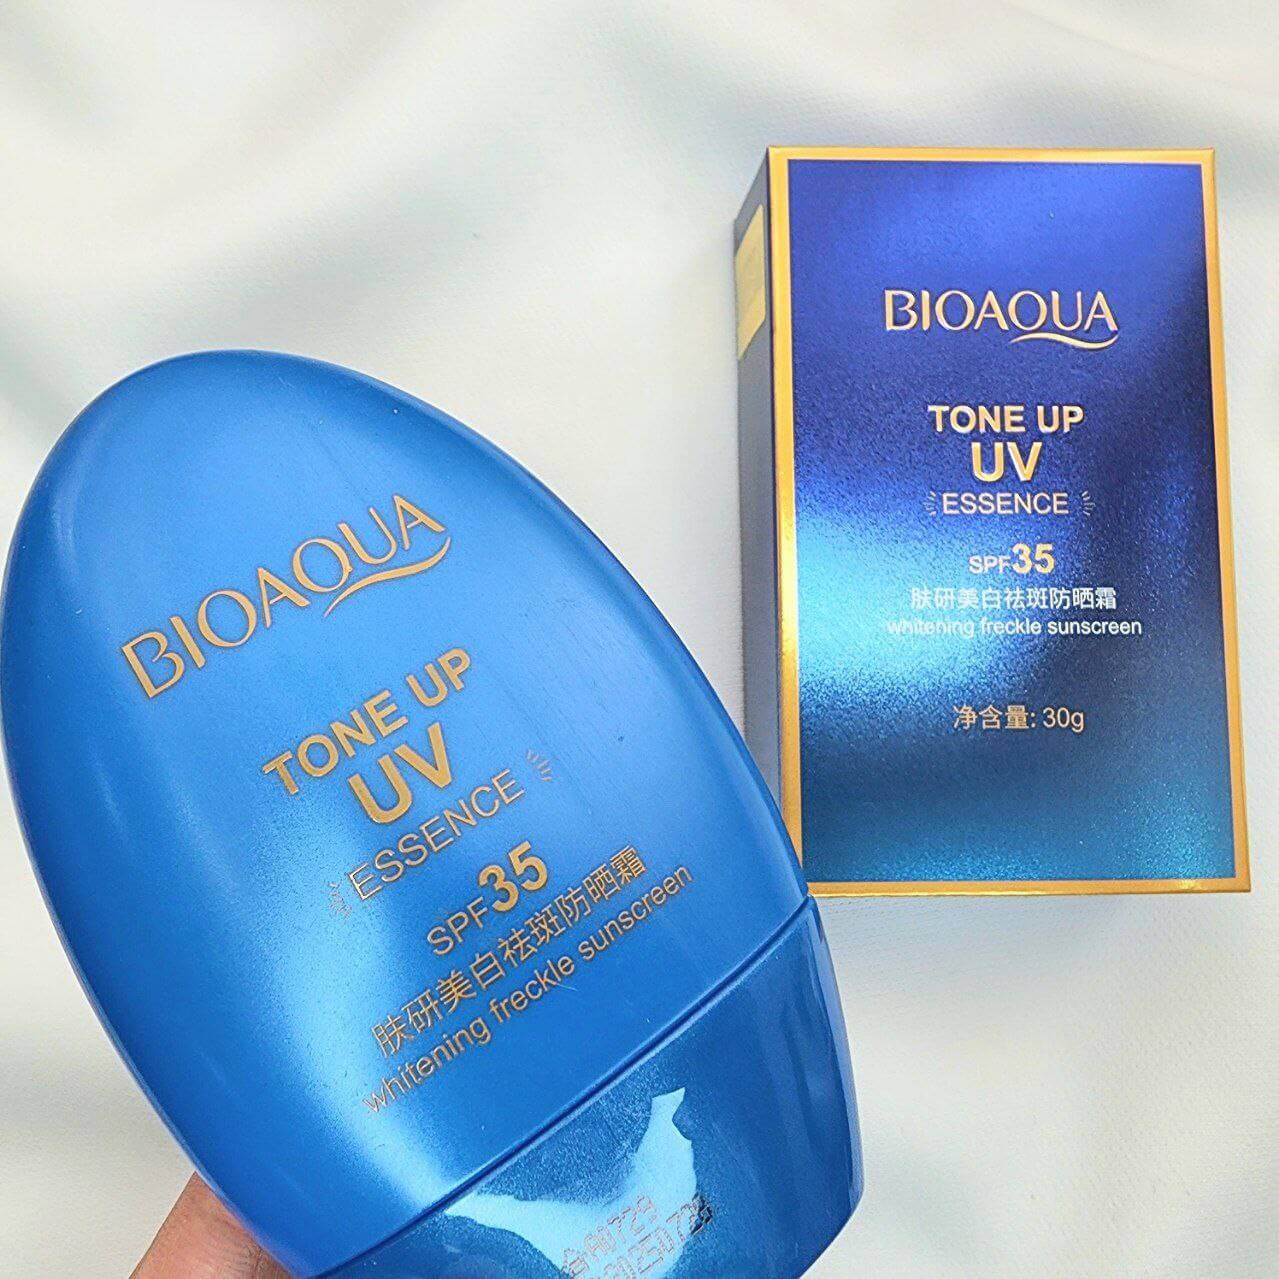 BIOAQUA
TONE UP
UV
ESSENCE
SPF35
肤研美白祛斑防晒霜
whitening freckle sunscreen
BIOAQUA
TONE UP
UV
ESSENCE
SPF35
肤研美白祛斑防晒霜
whitening freckle sunscreen
净含量: 30g